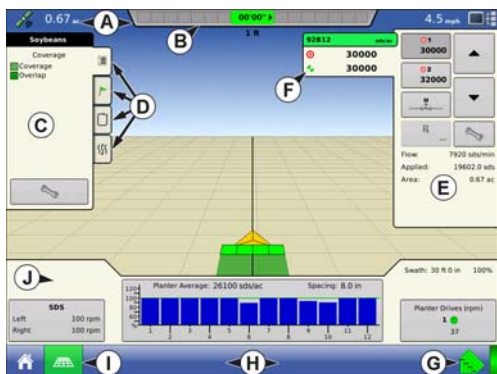 0.67 ac
A
B
00'00"
1 R
4.5 mph
Soybeans
Coverage
Coverage
Overlap
C
D
92812 sds/ac
30000
30000
F
1
30000
2
32000
M
R
...
Flow 7920 sds/min
Applied: 19602.0 sds
Area: 0.67 ac
E
J
Swath: 30 ft 0 in 100%
SDS
Left 100 rpm
Right 100 rpm
Planter Average: 26100 sds/ac Spacing: 8.0 in
120
100
80
60
1 2 3 4 5 6 7 8 9 10 11 12
Planter Drives (rpm)
1
37
I
H
G